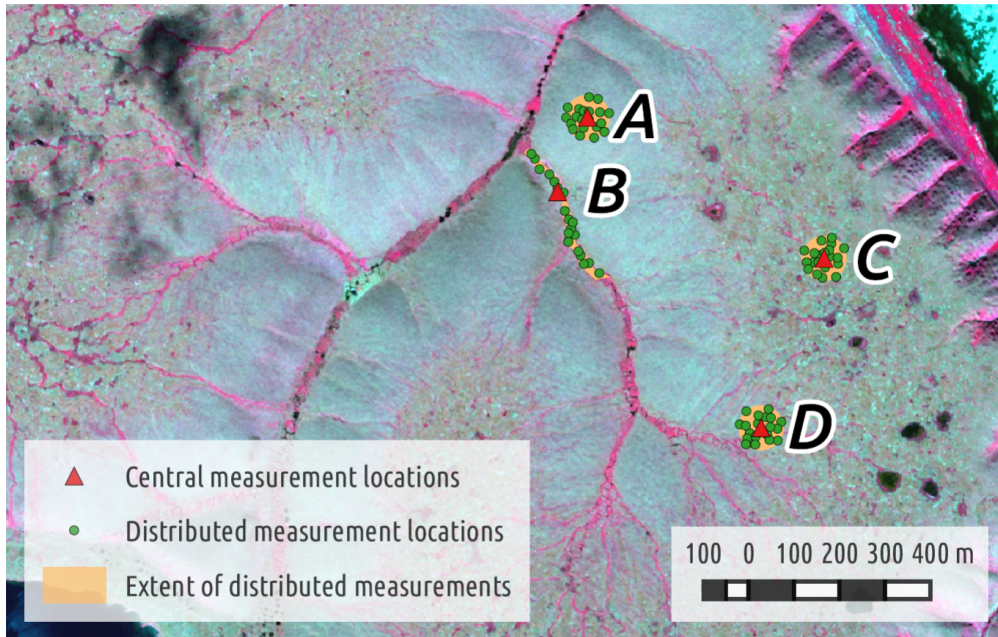 A
B
C
D
Central measurement locations
Distributed measurement locations
Extent of distributed measurements
100 0 100 200 300 400 m